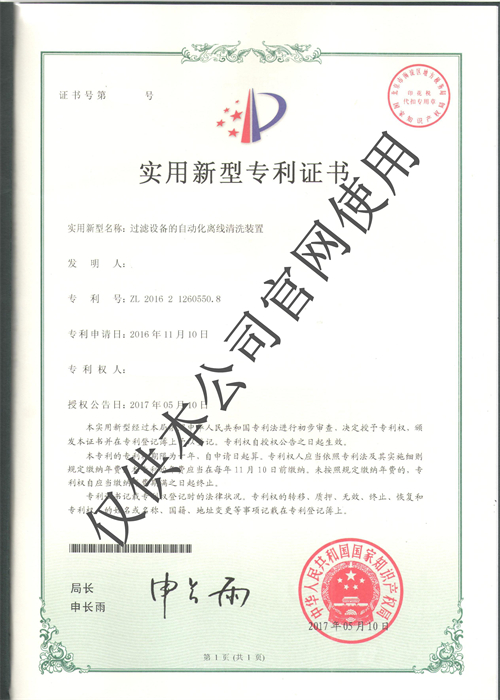 证书号第 号
实用新型专利证书
实用新型名称：过滤设备的自动化离线清洗装置
发 明 人：
专 利 号：ZL 2016 2 1260550.8
专利申请日：2016年11月10日
专 利 权 人：
授权公告日：2017年05月10日
本实用新型经过本局 中华人民共和国专利法进行初步审查，决定授予专利权，颁
发本证书并在专利登记簿上予以 记。专利权自授权公告之日起生效。
本专利的专利 期限为十年，自申请日起算。专利权人应当依照专利法及其实施细则
规定缴纳年费。本 费应当在每年11月10日前缴纳。未按照规定缴纳年费的，专利
权自应当缴纳 费期满之日起终止。
专利证书记载专利权登记时的法律状况。专利权的转移、质押、无效、终止、恢复和
专利权 的姓名或名称、国籍、地址变更等事项记载在专利登记簿上。
局长
申长雨
申长雨
中华人民共和国国家知识产权局
2017年05月10日
第 1 页 (共 1 页)
仅供本公司官网使用